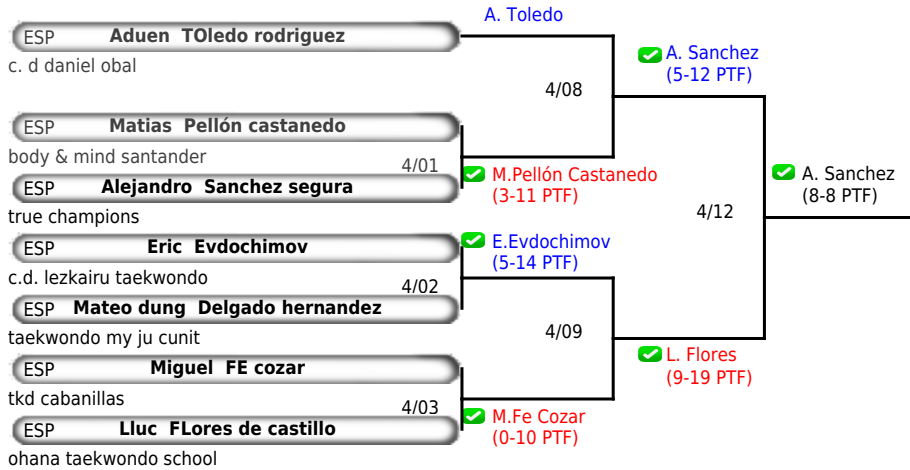 A. Toledo
ESP Aduen TOledo rodriguez
c. d daniel obal
A. Sanchez
(5-12 PTF)
4/08
ESP Matias Pellón castanedo
body & mind santander
4/01
M.Pellón Castanedo
(3-11 PTF)
ESP Alejandro Sanchez segura
true champions
A. Sanchez
(8-8 PTF)
4/12
ESP Eric Evdochimov
c.d. lezkairu taekwondo
E.Evdochimov
(5-14 PTF)
4/02
ESP Mateo dung Delgado hernandez
taekwondo my ju cunit
4/09
ESP Miguel FE cozar
tkd cabanillas
L. Flores
(9-19 PTF)
4/03
M.Fe Cozar
(0-10 PTF)
ESP Lluc FLores de castillo
ohana taekwondo school